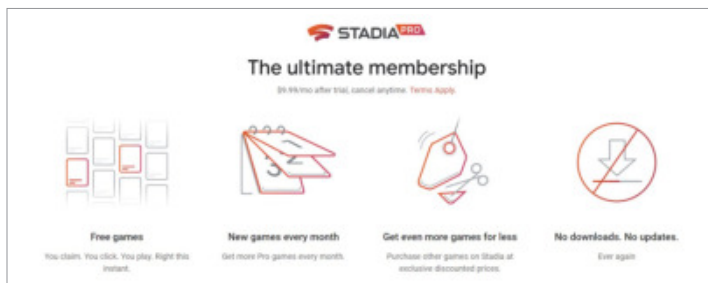 STADIA PRO
The ultimate membership
$9.99/mo after trial, cancel anytime. Terms Apply.
Free games
You claim. You click. You play. Right this
instant.
New games every month
Get more Pro games every month.
Get even more games for less
Purchase other games on Stadia at
exclusive discounted prices.
No downloads. No updates.
Ever again